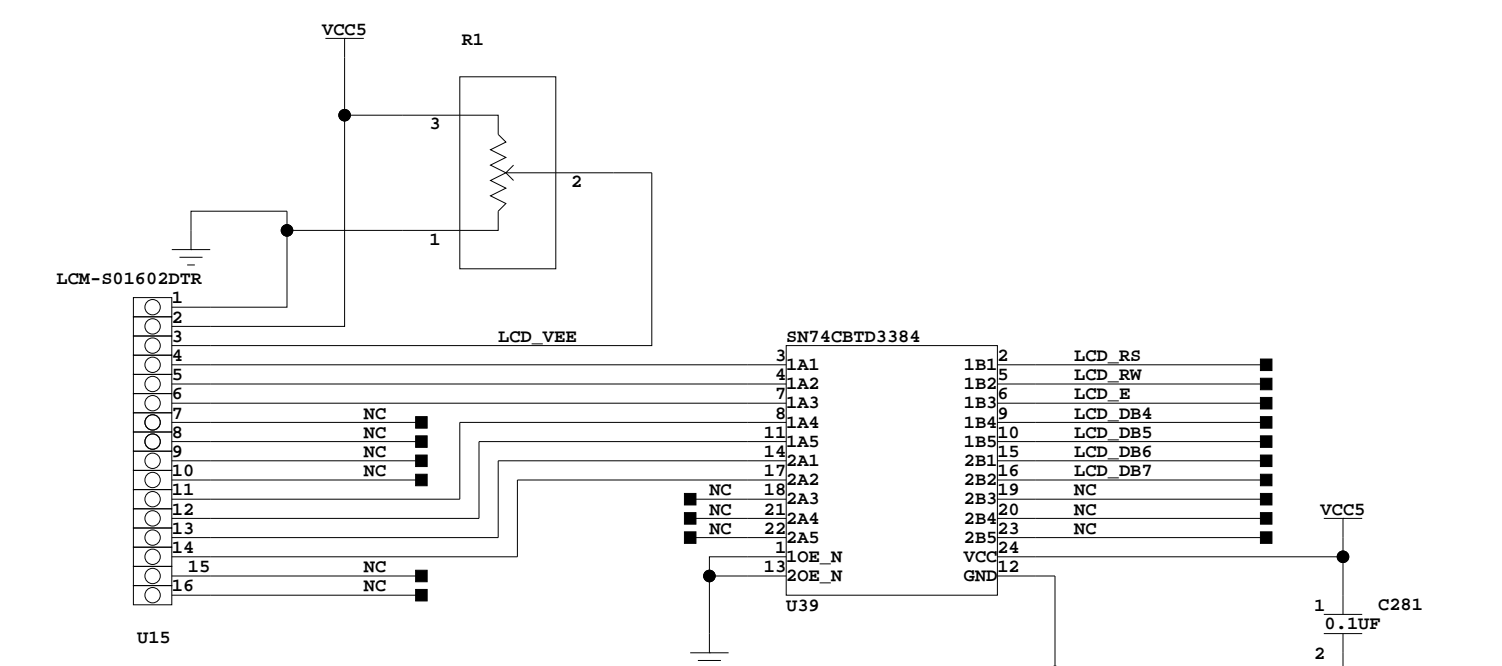 VCC5
R1
3
2
1
LCM-S01602DTR
1
2
3 LCD_VEE SN74CBTD3384
4 3 1A1 1B1 2 LCD_RS
5 4 1A2 1B2 5 LCD_RW
6 7 1A3 1B3 6 LCD_E
7 NC 8 1A4 1B4 9 LCD_DB4
8 NC 11 1A5 1B5 10 LCD_DB5
9 NC 14 2A1 2B1 15 LCD_DB6
10 NC 17 2A2 2B2 16 LCD_DB7
11 NC 18 2A3 2B3 19 NC
12 NC 21 2A4 2B4 20 NC VCC5
13 NC 22 2A5 2B5 23 NC
14 1 1OE_N VCC 24
15 NC 13 2OE_N GND 12
16 NC
U39 1 C281
0.1UF
U15 2